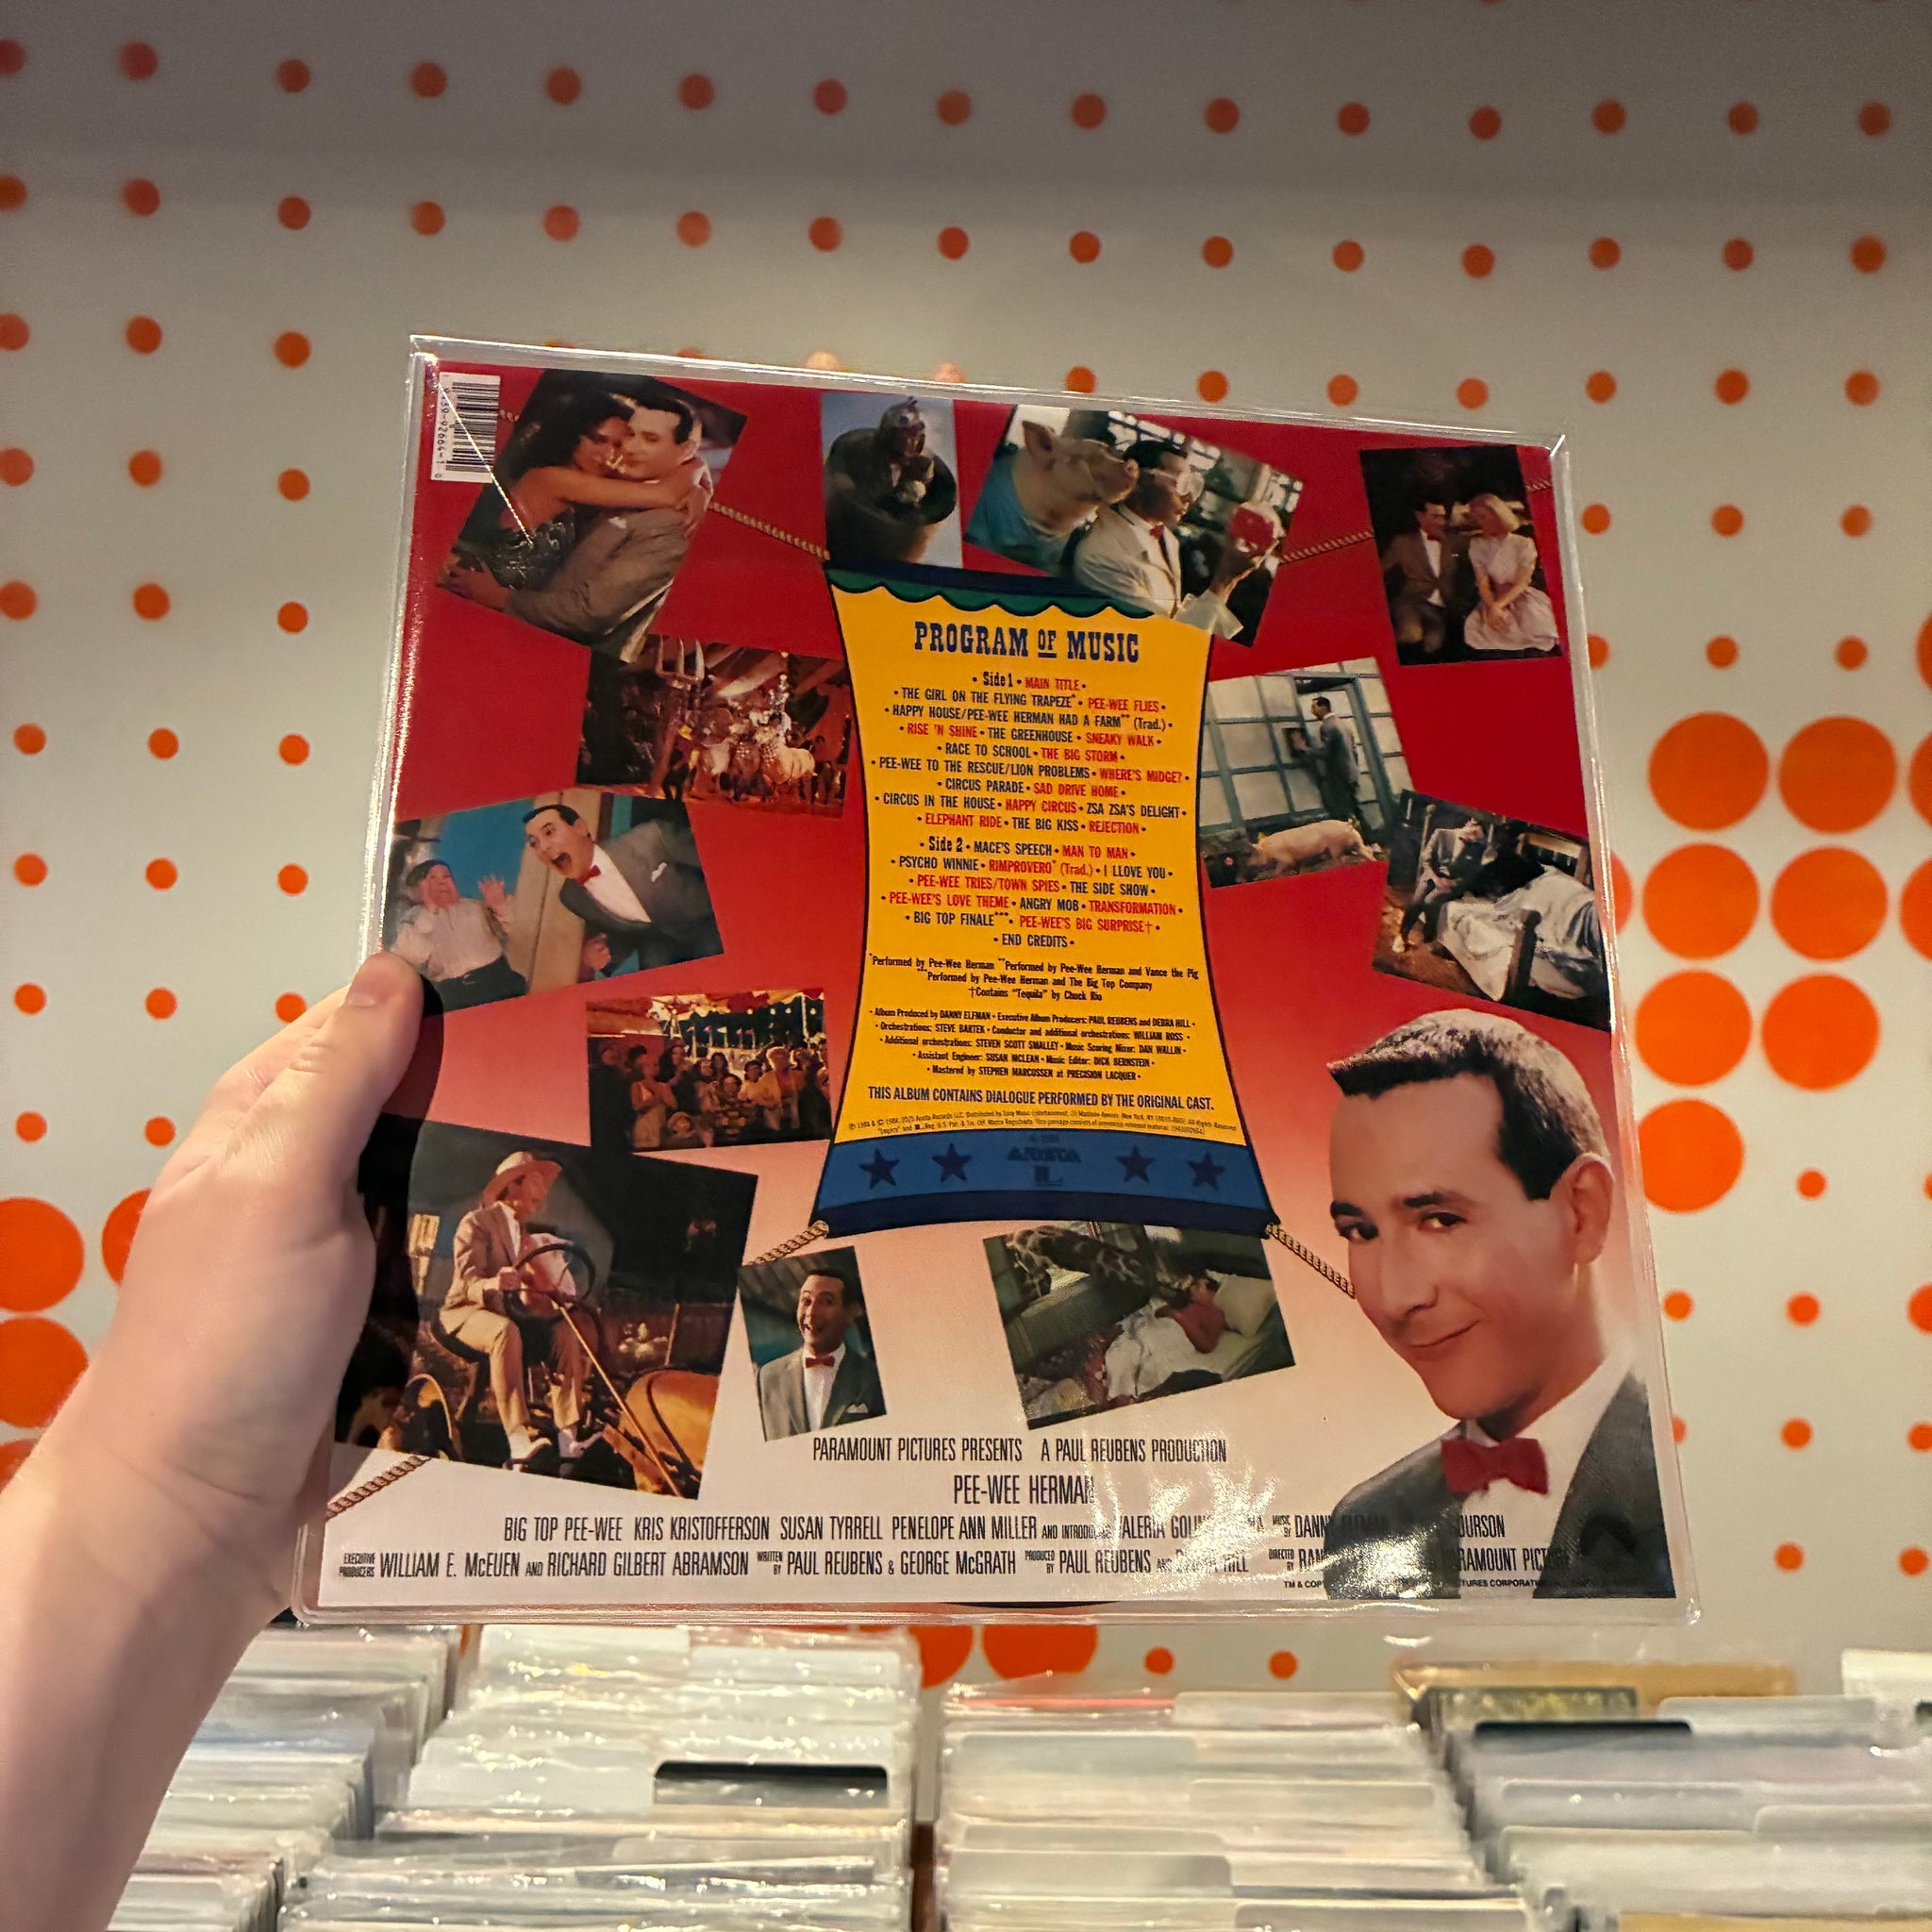 PROGRAM OF MUSIC
• Side 1 • MAIN TITLE •
• THE GIRL ON THE FLYING TRAPEZE* • PEE-WEE FLIES •
• HAPPY HOUSE/PEE-WEE HERMAN HAD A FARM** (Trad.) •
• RISE 'N SHINE • THE GREENHOUSE • SNEAKY WALK •
• RACE TO SCHOOL • THE BIG STORM •
• PEE-WEE TO THE RESCUE/LION PROBLEMS • WHERE'S MIDGE? •
• CIRCUS PARADE • SAD DRIVE HOME •
• CIRCUS IN THE HOUSE • HAPPY CIRCUS • ZSA ZSA'S DELIGHT •
• ELEPHANT RIDE • THE BIG KISS • REJECTION •
• Side 2 • MACE'S SPEECH • MAN TO MAN •
• PSYCHO WINNIE • RIMPROVERO* (Trad.) • I LLOVE YOU •
• PEE-WEE TRIES/TOWN SPIES • THE SIDE SHOW •
• PEE-WEE'S LOVE THEME • ANGRY MOB • TRANSFORMATION •
• BIG TOP FINALE*** • PEE-WEE'S BIG SURPRISE† •
• END CREDITS •
*Performed by Pee-Wee Herman **Performed by Pee-Wee Herman and Vance the Pig
***Performed by Pee-Wee Herman and The Big Top Company
†Contains "Tequila" by Chuck Rio
• Album Produced by DANNY ELFMAN • Executive Album Producers: PAUL REUBENS and DEBRA HILL •
• Orchestrations: STEVE BARTEK • Conductor and additional orchestrations: WILLIAM ROSS •
• Additional orchestrations: STEVEN SCOTT SMALLEY • Music Scoring Mixer: DAN WALLIN •
• Assistant Engineer: SUSAN McLEAN • Music Editor: DICK BERNSTEIN •
• Mastered by STEPHEN MARCUSSEN at PRECISION LACQUER •
THIS ALBUM CONTAINS DIALOGUE PERFORMED BY THE ORIGINAL CAST.
ARISTA
PARAMOUNT PICTURES PRESENTS A PAUL REUBENS PRODUCTION
PEE-WEE HERMAN
BIG TOP PEE-WEE KRIS KRISTOFFERSON SUSAN TYRRELL PENELOPE ANN MILLER AND MUSIC BY
EXECUTIVE PRODUCERS WILLIAM E. McEUEN AND RICHARD GILBERT ABRAMSON WRITTEN BY PAUL REUBENS & GEORGE McGRATH PRODUCED BY PAUL REUBENS AND HILL DIRECTED BY